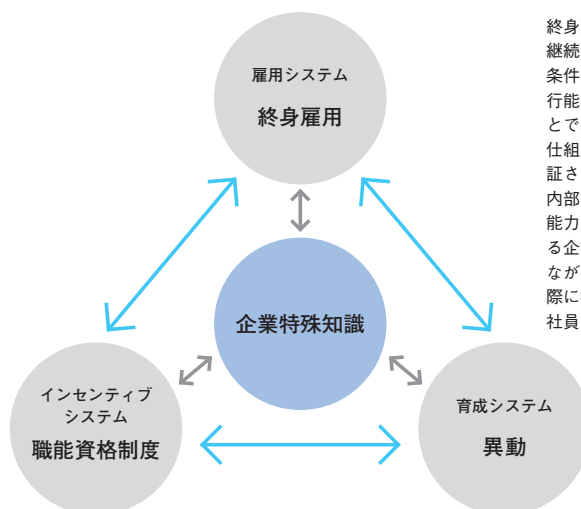 雇用システム
終身雇用
企業特殊知識
インセンティブ
システム
職能資格制度
育成システム
異動
終身
継続
条件
行能
とで
仕組
証さ
内部
能力
る企
なが
際に
社員